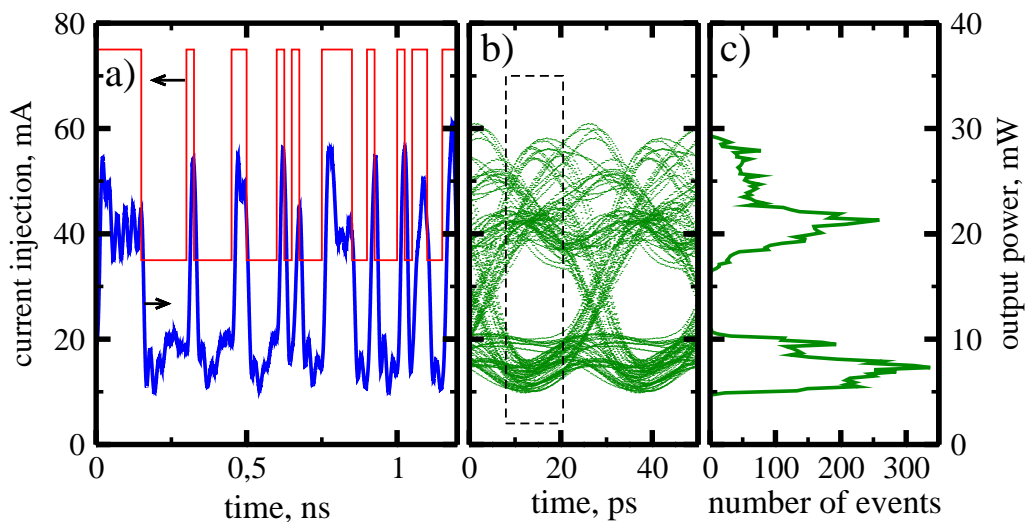 80
60
40
20
0
current injection, mA
a)
0
0,5
1
time, ns
b)
0
20
40
time, ps
c)
0
100
200
300
number of events
40
30
20
10
0
output power, mW